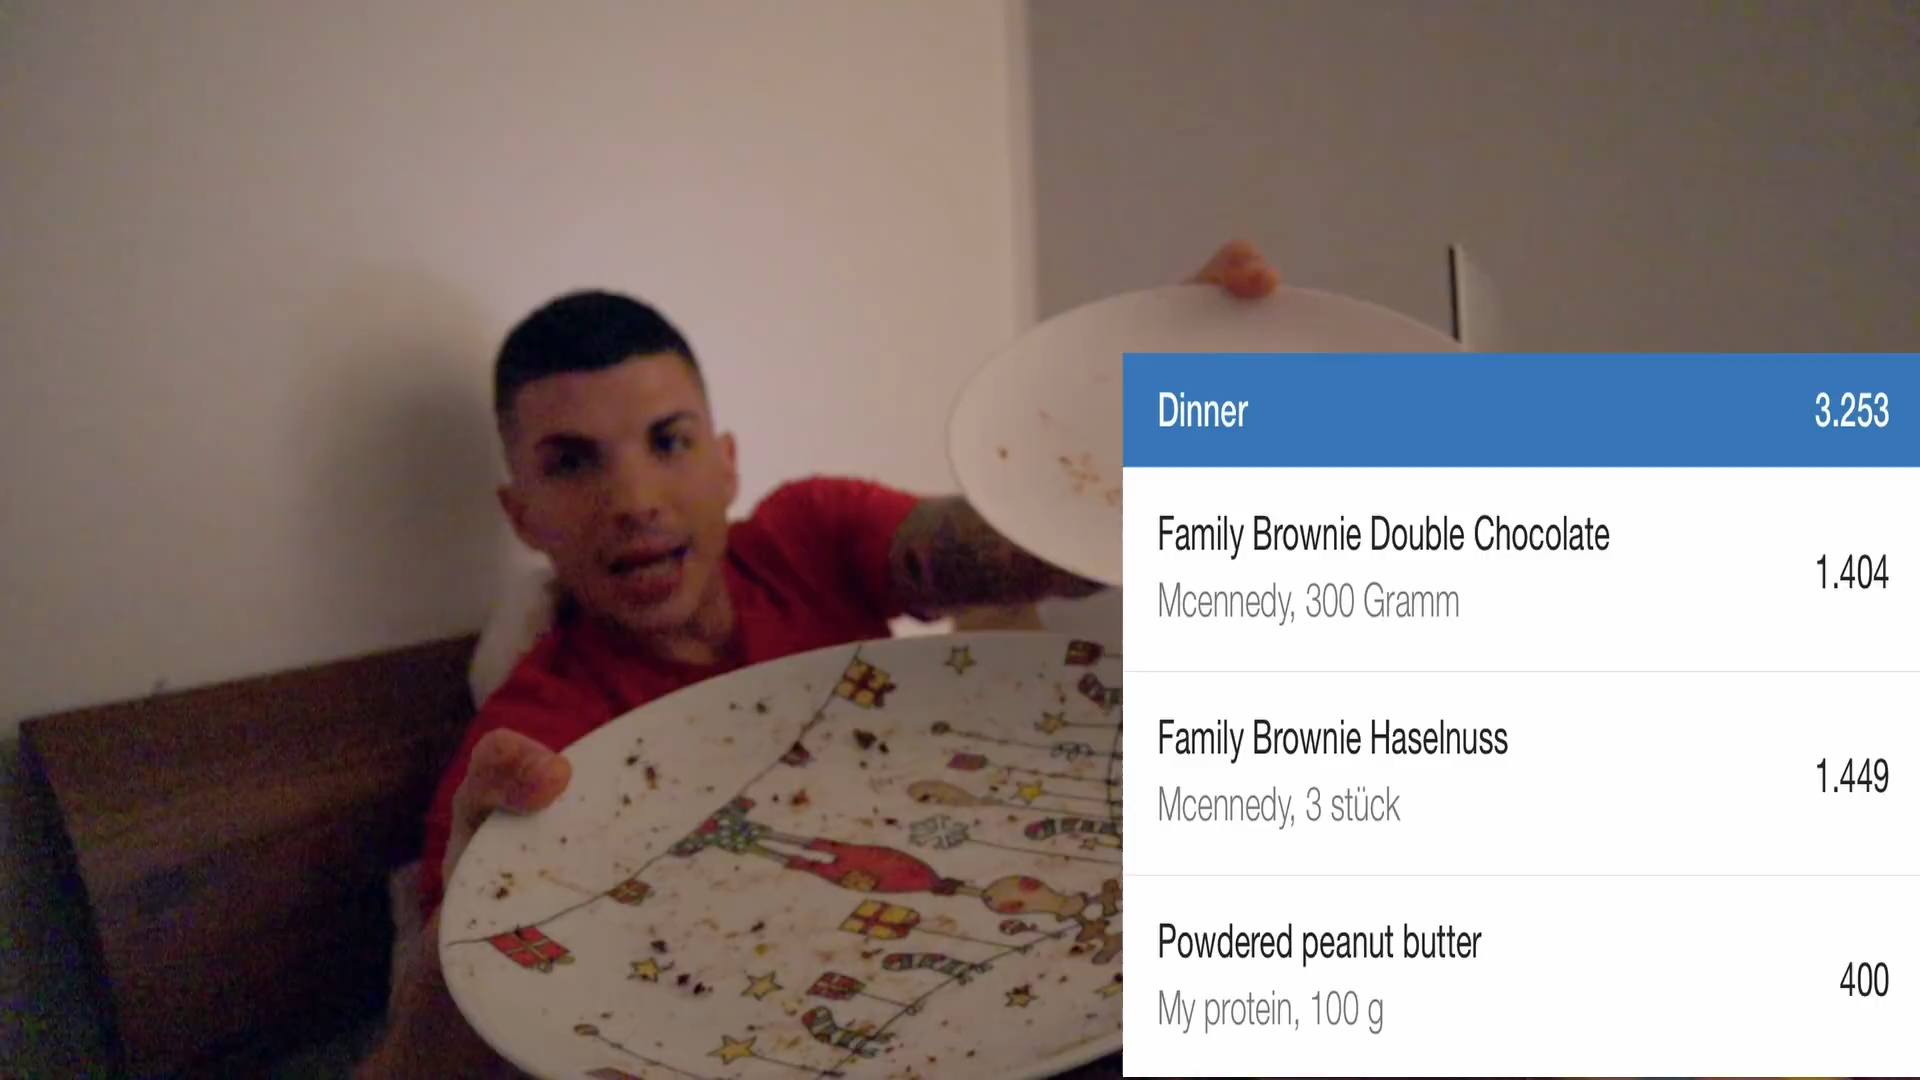 Dinner 3.253
Family Brownie Double Chocolate
Mcennedy, 300 Gramm
1.404
Family Brownie Haselnuss
Mcennedy, 3 stück
1.449
Powdered peanut butter
My protein, 100 g
400